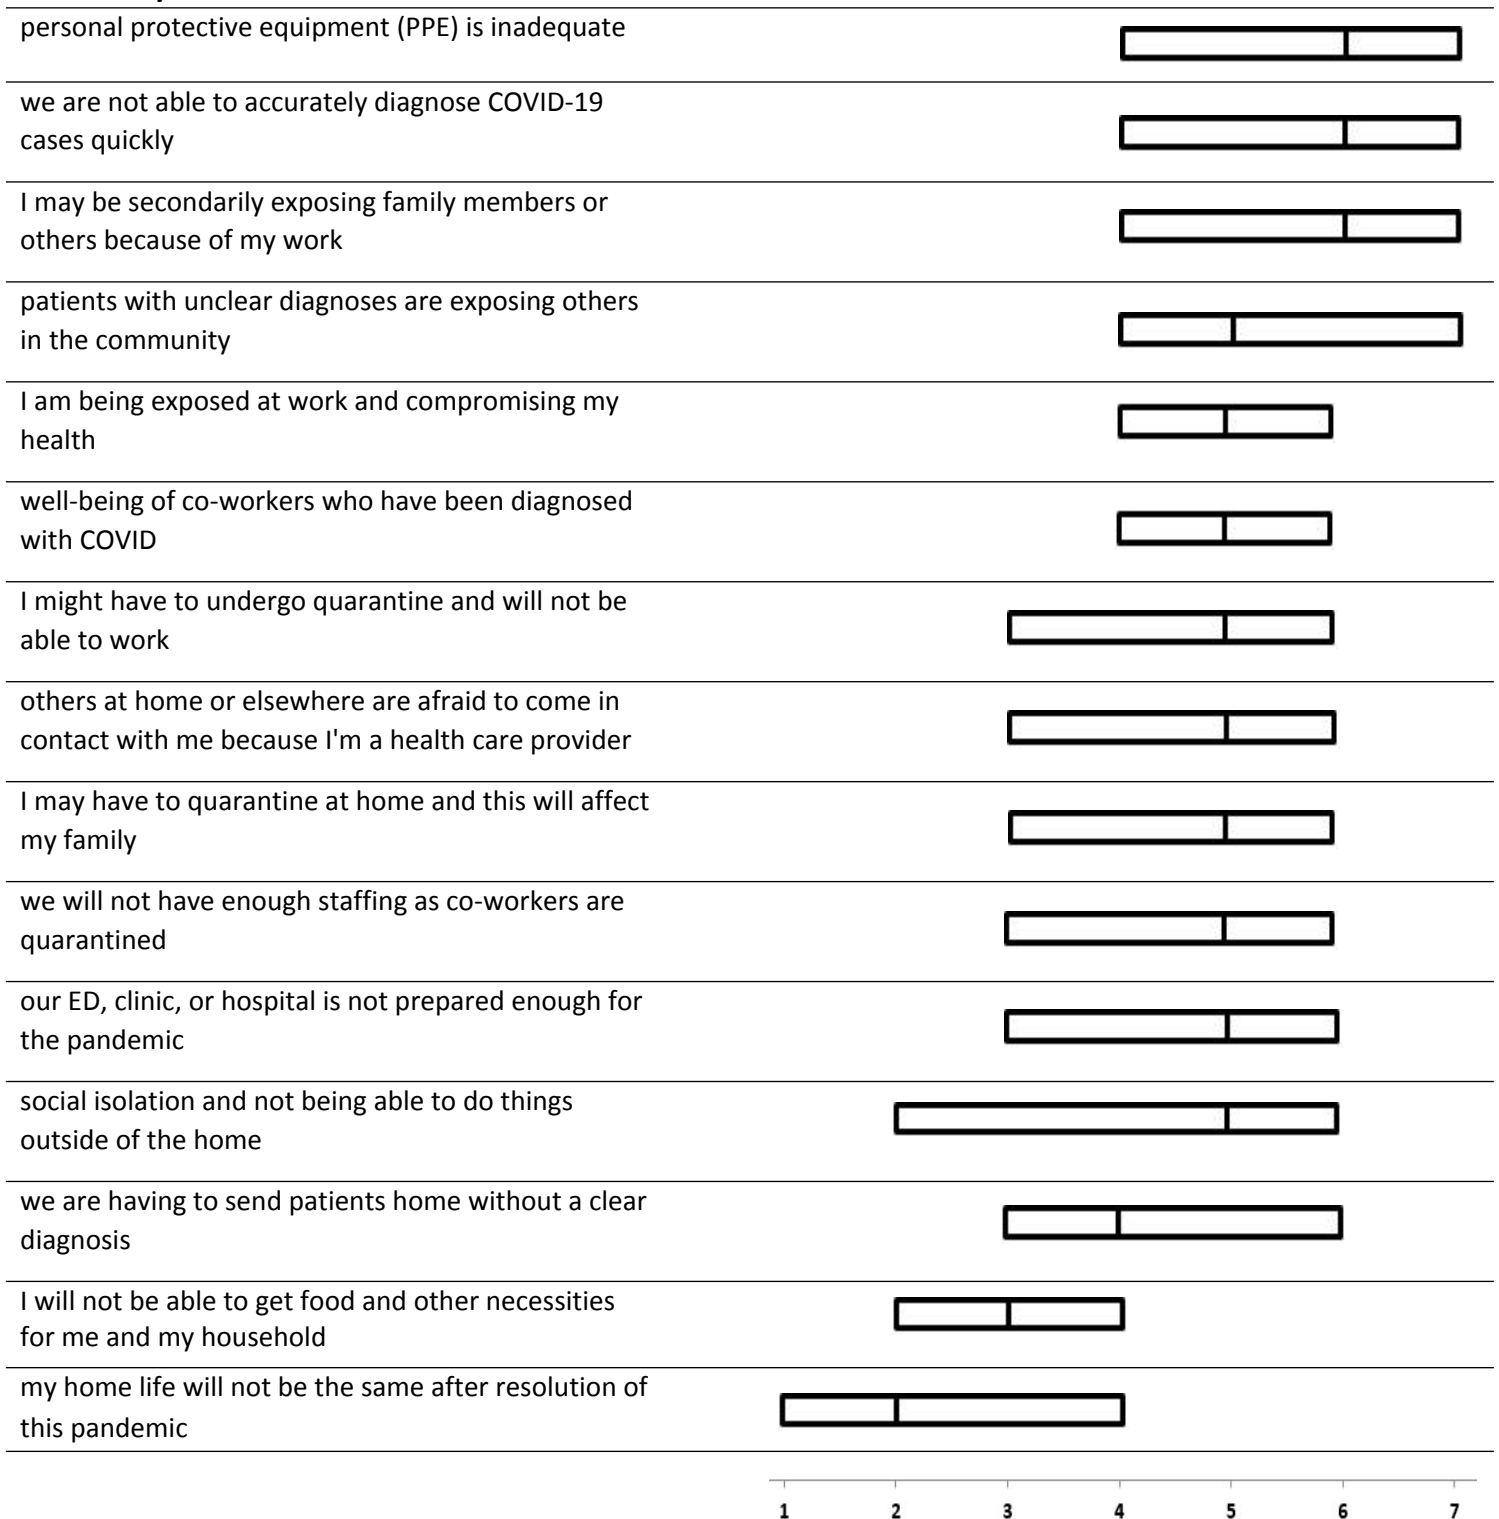 personal protective equipment (PPE) is inadequate
we are not able to accurately diagnose COVID-19
cases quickly
I may be secondarily exposing family members or
others because of my work
patients with unclear diagnoses are exposing others
in the community
I am being exposed at work and compromising my
health
well-being of co-workers who have been diagnosed
with COVID
I might have to undergo quarantine and will not be
able to work
others at home or elsewhere are afraid to come in
contact with me because I'm a health care provider
I may have to quarantine at home and this will affect
my family
we will not have enough staffing as co-workers are
quarantined
our ED, clinic, or hospital is not prepared enough for
the pandemic
social isolation and not being able to do things
outside of the home
we are having to send patients home without a clear
diagnosis
I will not be able to get food and other necessities
for me and my household
my home life will not be the same after resolution of
this pandemic
1 2 3 4 5 6 7